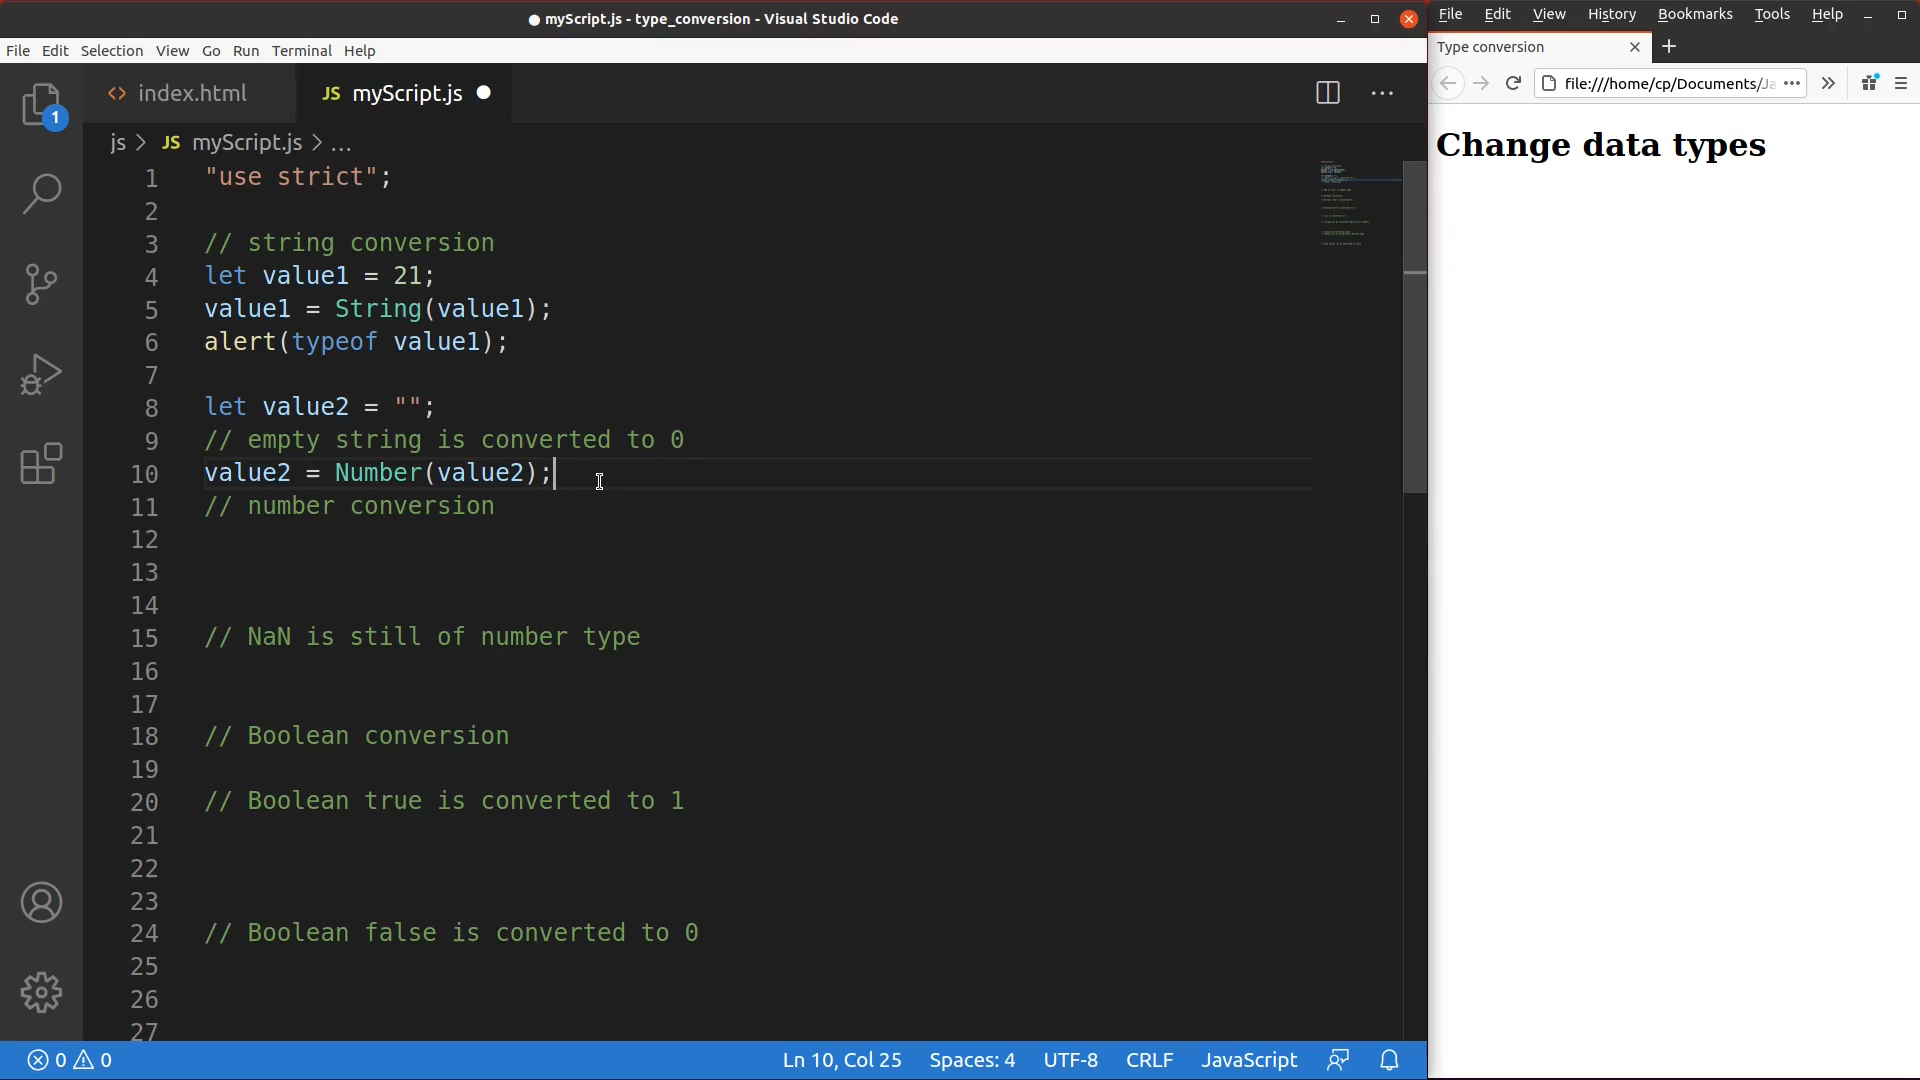 myScript.js - type_conversion - Visual Studio Code
File Edit Selection View Go Run Terminal Help
index.html
JS myScript.js
js > JS myScript.js > ...
1 "use strict";
2
3 // string conversion
4 let value1 = 21;
5 value1 = String(value1);
6 alert(typeof value1);
7
8 let value2 = "";
9 // empty string is converted to 0
10 value2 = Number(value2);
11 // number conversion
12
13
14
15 // NaN is still of number type
16
17
18 // Boolean conversion
19
20 // Boolean true is converted to 1
21
22
23
24 // Boolean false is converted to 0
25
26
27
1
0 0 Ln 10, Col 25 Spaces: 4 UTF-8 CRLF JavaScript
File Edit View History Bookmarks Tools Help
Type conversion
file:///home/cp/Documents/Ja
Change data types